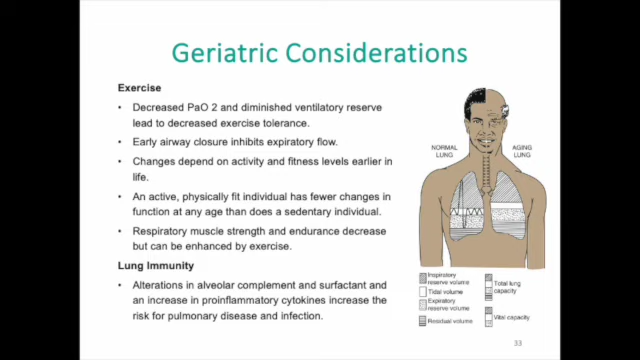 Geriatric Considerations
Exercise
• Decreased PaO 2 and diminished ventilatory reserve
lead to decreased exercise tolerance.
• Early airway closure inhibits expiratory flow.
• Changes depend on activity and fitness levels earlier in
life.
• An active, physically fit individual has fewer changes in
function at any age than does a sedentary individual.
• Respiratory muscle strength and endurance decrease
but can be enhanced by exercise.
Lung Immunity
• Alterations in alveolar complement and surfactant and
an increase in proinflammatory cytokines increase the
risk for pulmonary disease and infection.
NORMAL
LUNG
AGING
LUNG
Inspiratory
reserve volume
Tidal volume
Expiratory
reserve volume
Residual volume
Total lung
capacity
Vital capacity
33